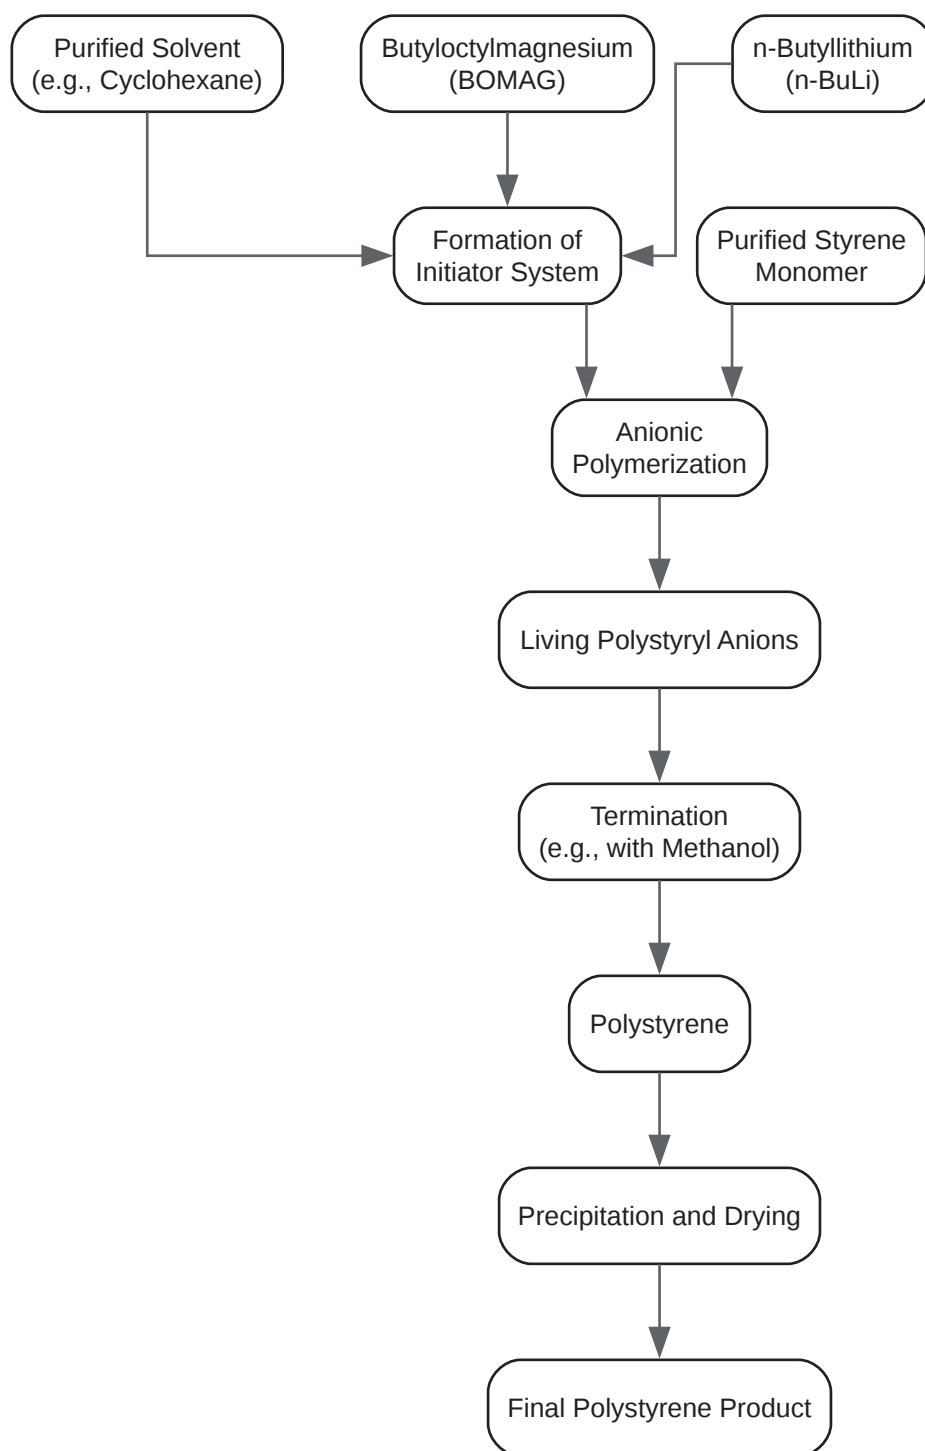 Purified Solvent
(e.g., Cyclohexane)
Butyloctylmagnesium
(BOMAG)
n-Butyllithium
(n-BuLi)
Formation of
Initiator System
Purified Styrene
Monomer
Anionic
Polymerization
Living Polystyryl Anions
Termination
(e.g., with Methanol)
Polystyrene
Precipitation and Drying
Final Polystyrene Product